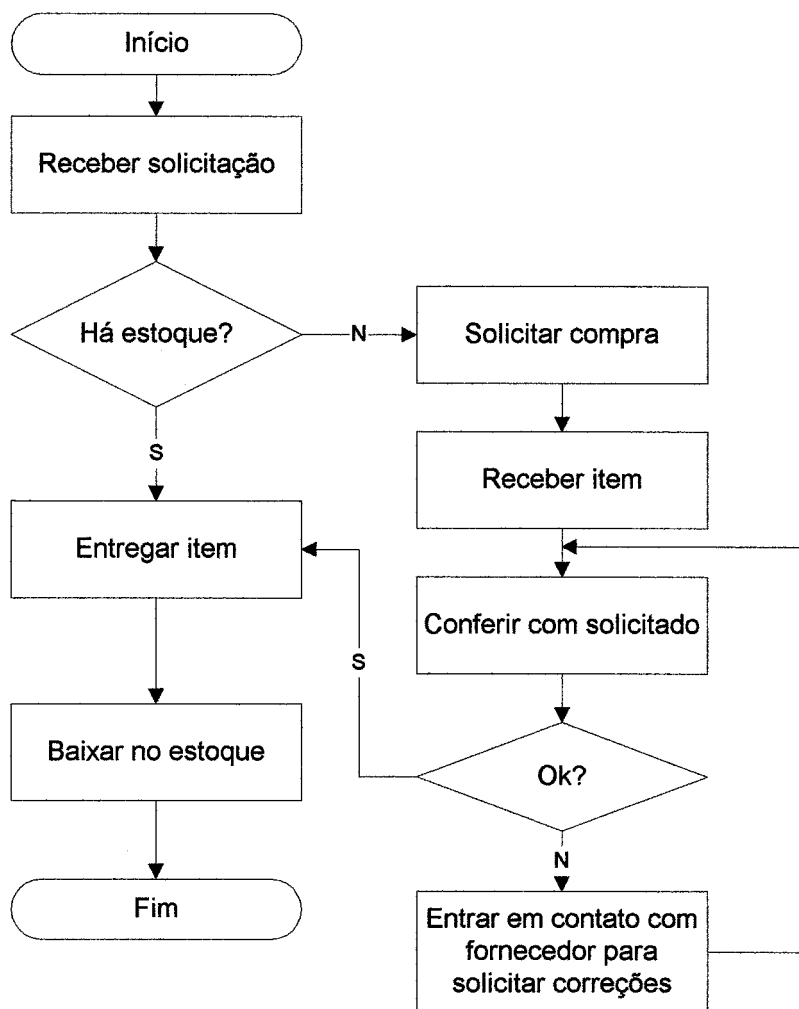 Início
Receber solicitação
Há estoque?
N
Solicitar compra
S
Receber item
Entregar item
Conferir com solicitado
S
Baixar no estoque
Ok?
N
Fim
Entrar em contato com
fornecedor para
solicitar correções